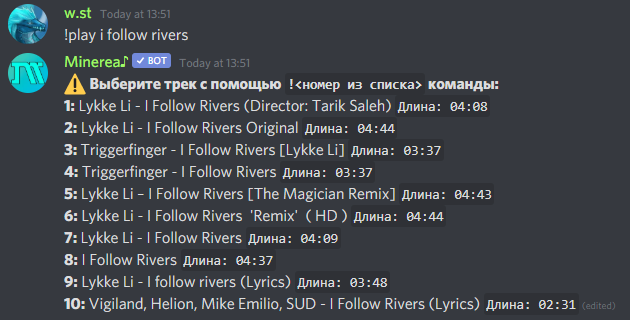 w.st Today at 13:51
!play i follow rivers
Minerea♪ ✓ BOT Today at 13:51
⚠ Выберите трек с помощью !<номер из списка> команды:
1: Lykke Li - I Follow Rivers (Director: Tarik Saleh) Длина: 04:08
2: Lykke Li - I Follow Rivers Original Длина: 04:44
3: Triggerfinger - I Follow Rivers [Lykke Li] Длина: 03:37
4: Triggerfinger - I Follow Rivers Длина: 03:37
5: Lykke Li – I Follow Rivers [The Magician Remix] Длина: 04:43
6: Lykke Li - I Follow Rivers 'Remix' ( HD ) Длина: 04:44
7: Lykke Li - I Follow Rivers Длина: 04:09
8: I Follow Rivers Длина: 04:37
9: Lykke Li - I follow rivers (Lyrics) Длина: 03:48
10: Vigiland, Helion, Mike Emilio, SUD - I Follow Rivers (Lyrics) Длина: 02:31 (edited)